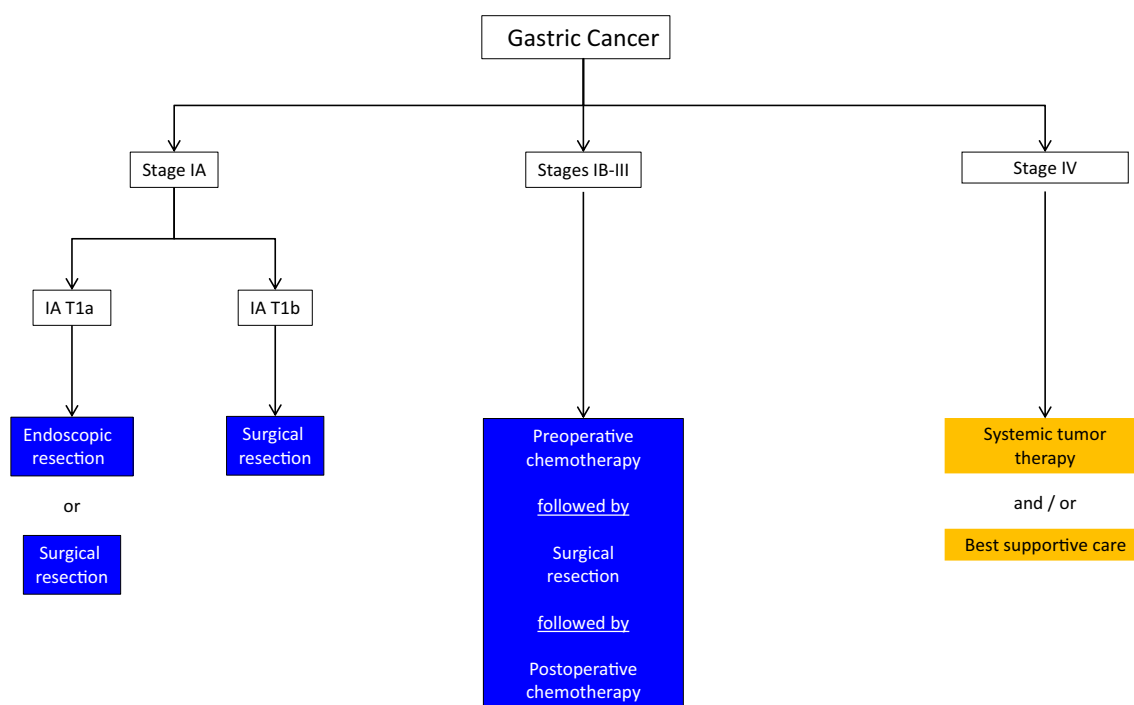 Gastric Cancer
Stage IA
Stages IB-III
Stage IV
IA T1a
IA T1b
Endoscopic
resection
or
Surgical
resection
Surgical
resection
Preoperative
chemotherapy
followed by
Surgical
resection
followed by
Postoperative
chemotherapy
Systemic tumor
therapy
and / or
Best supportive care